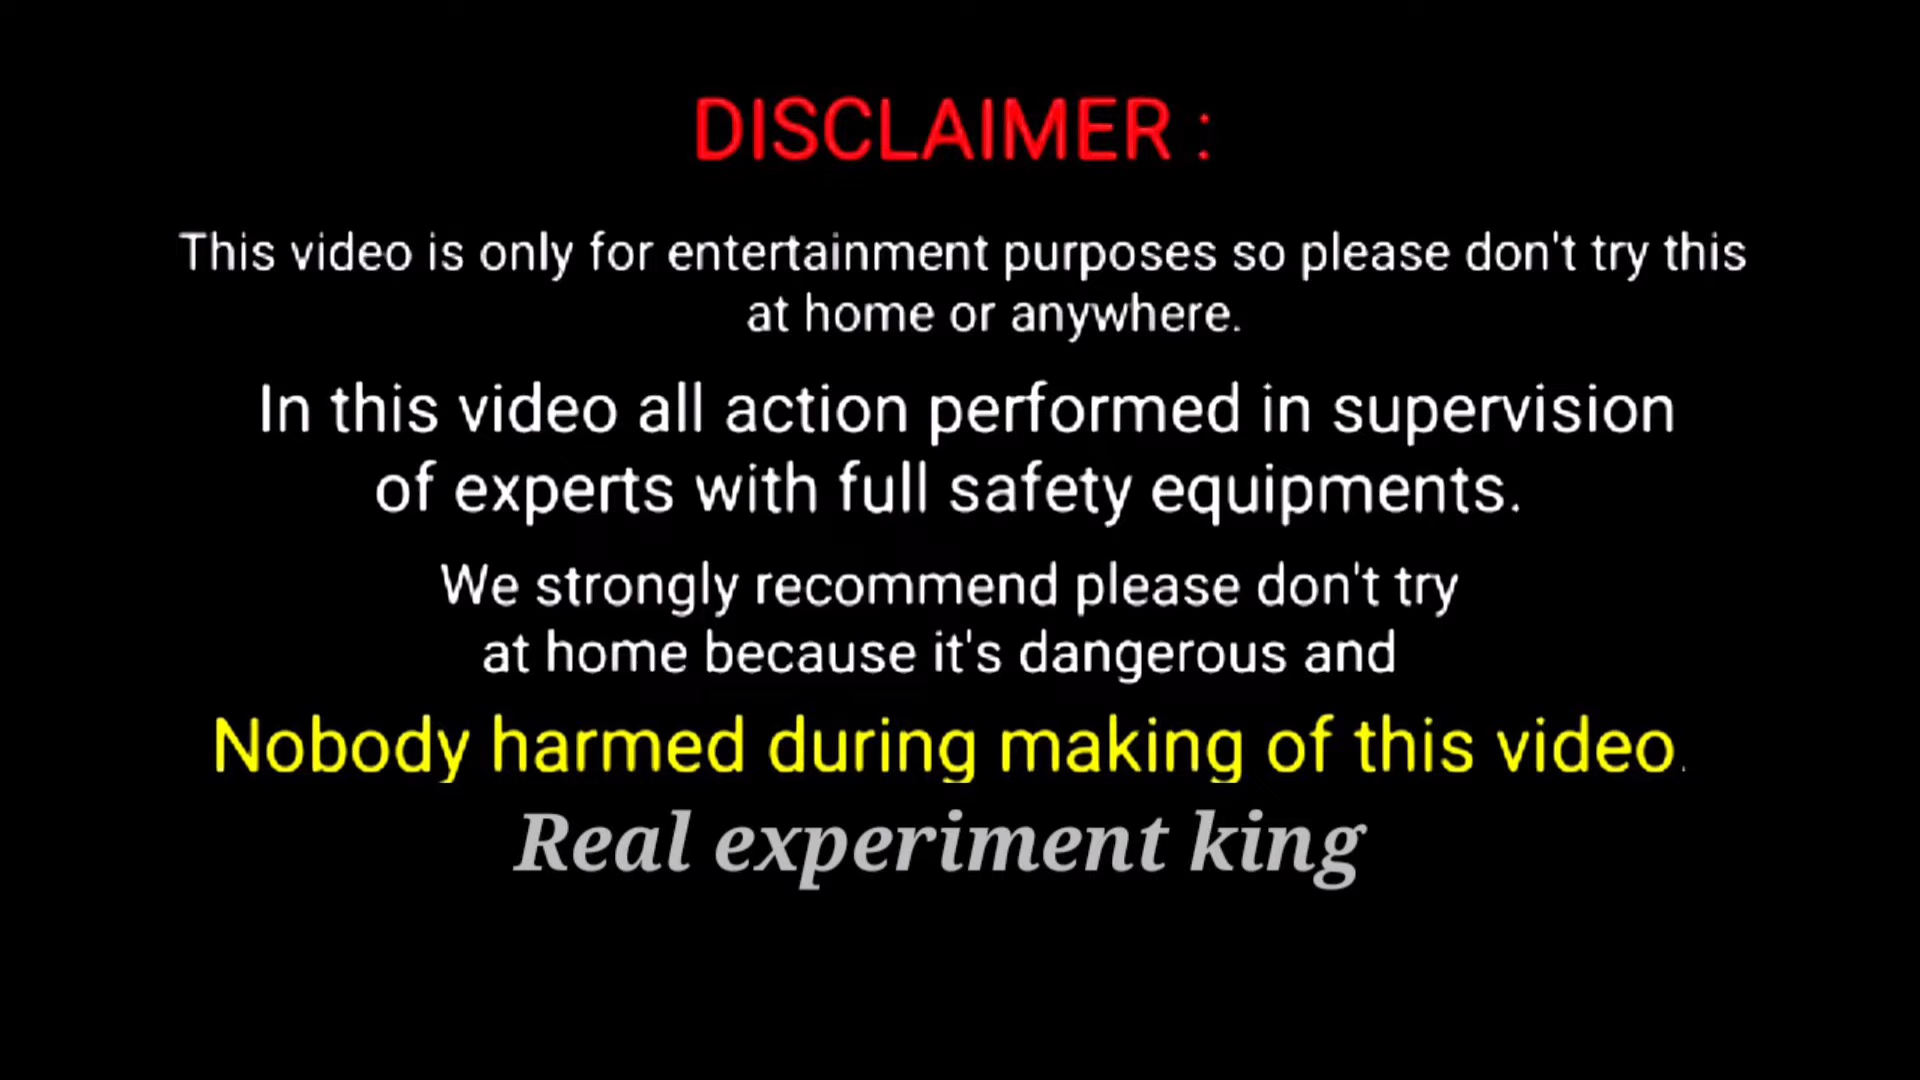 DISCLAIMER :
This video is only for entertainment purposes so please don't try this
at home or anywhere.
In this video all action performed in supervision
of experts with full safety equipments.
We strongly recommend please don't try
at home because it's dangerous and
Nobody harmed during making of this video.
Real experiment king